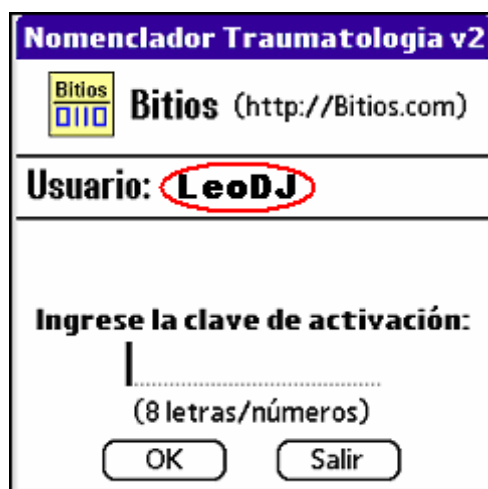 Nomenclador Traumatologia v2
Bitios
0110
Bitios (http://Bitios.com)
Usuario: LeoDJ
Ingrese la clave de activación:
(8 letras/números)
OK Salir